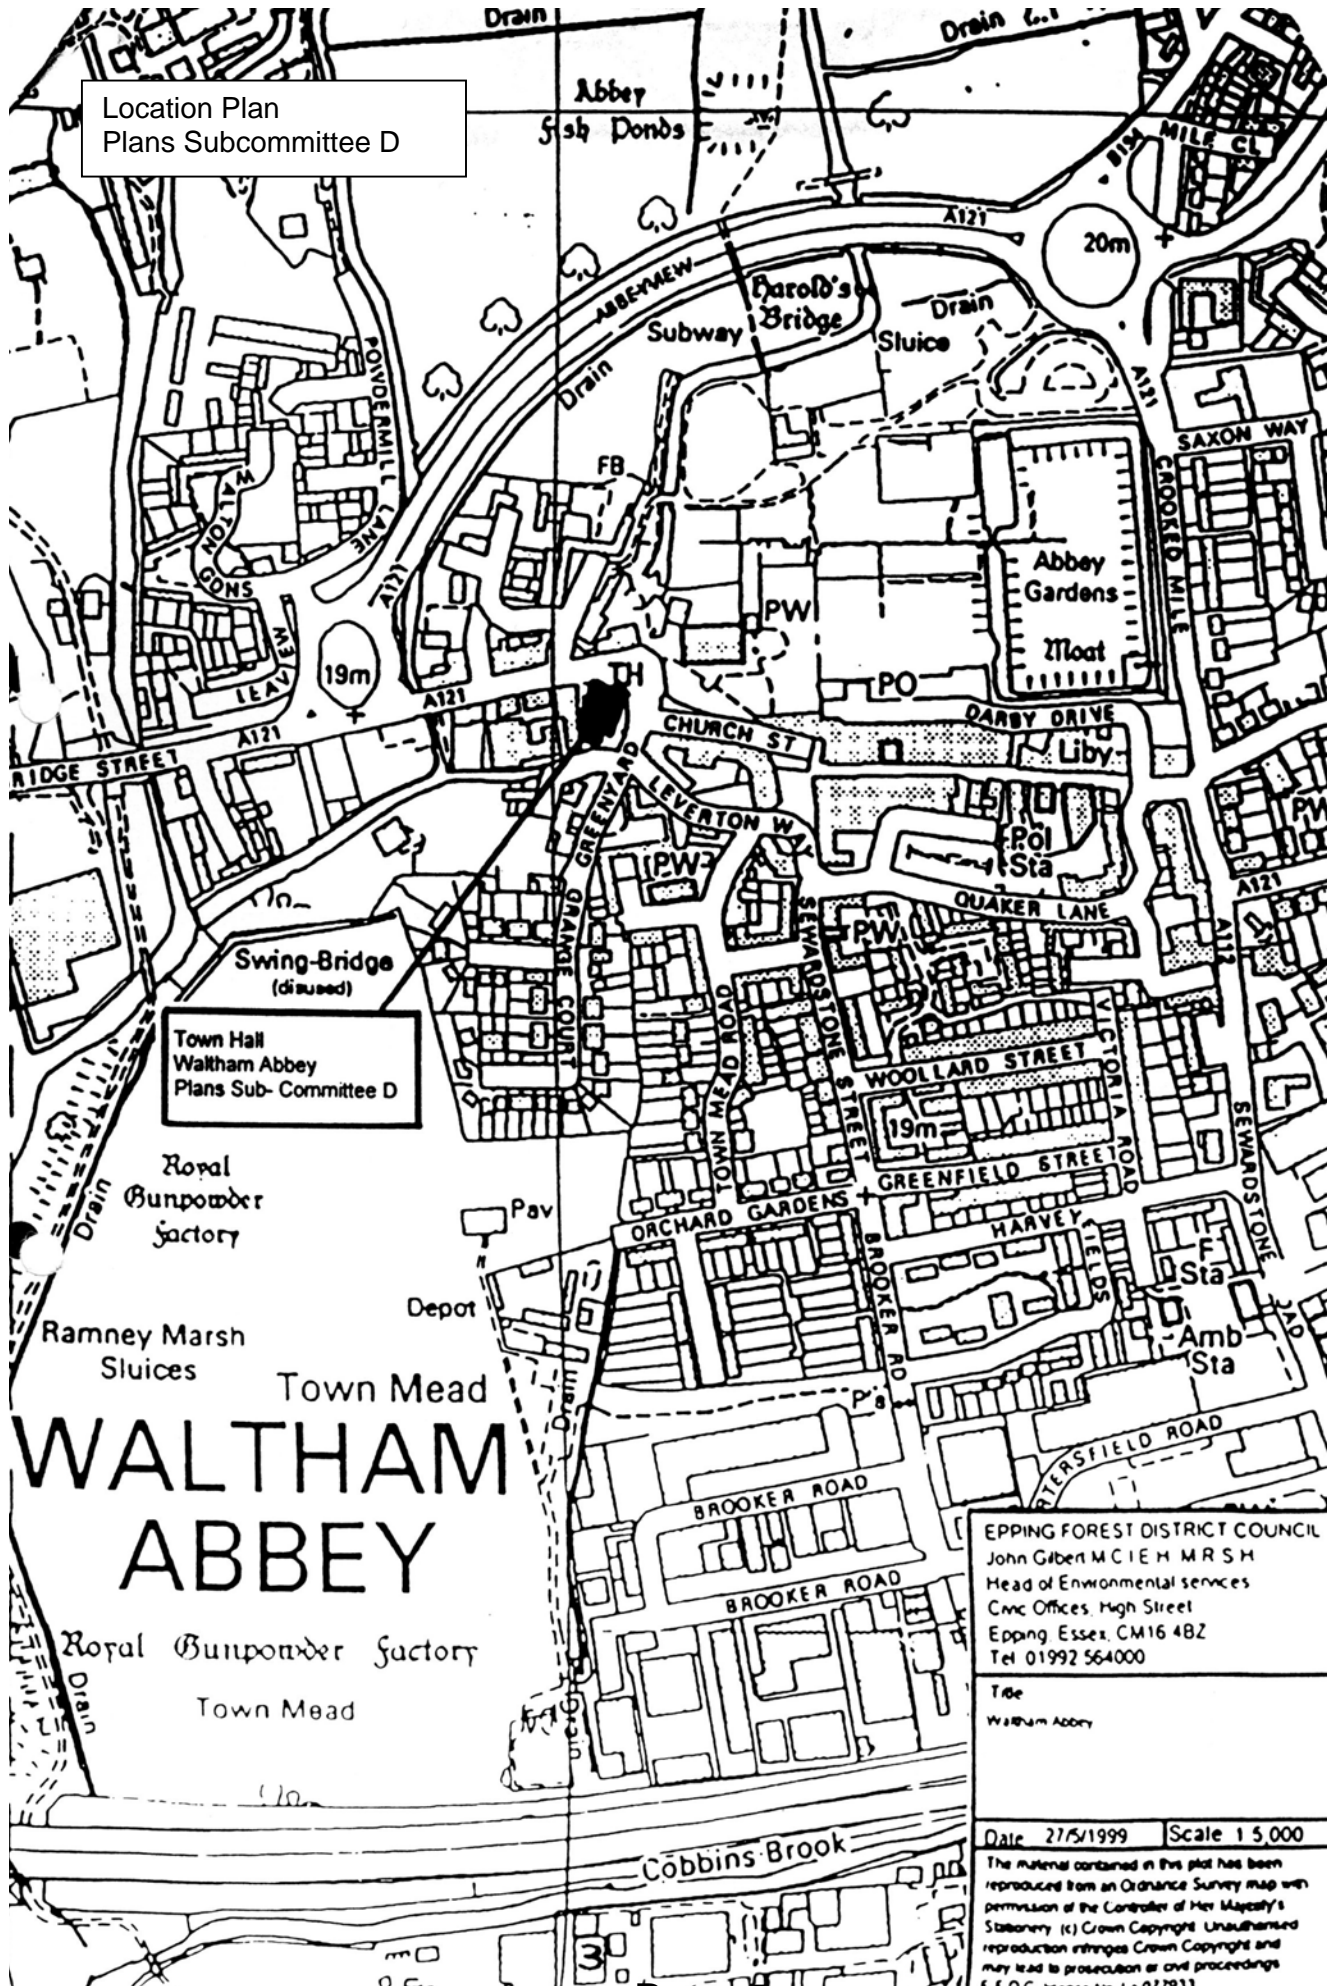 Drain
Drain
Location Plan
Plans Subcommittee D
Abbey
Fish Ponds
B194
MILE CL
A121
20m
ABBEYVIEW
Harold's
Bridge
Subway
Drain
Sluice
Drain
POWDERMILL LANE
A121
SAXON WAY
FB
WALTON
GDNS
CROOKED MILE
Abbey
Gardens
Moat
A121
PW
19m
TH
PO
A121
A121
CHURCH ST
DARBY DRIVE
Liby
GREENYARD
LEVERTON WAY
PW
PW
Pol
Sta
A121
QUAKER LANE
A112
GRANGE COURT
SEWARDSTONE STREET
PW
Swing-Bridge
(disused)
Town Hall
Waltham Abbey
Plans Sub- Committee D
TOWN MEAD ROAD
VICTORIA ROAD
WOOLLARD STREET
19m
SEWARDSTONE
GREENFIELD STREET
Royal
Gunpowder
Factory
Drain
Pav
ORCHARD GARDENS
HARVEY
FIELDS
BROOKER RD
F
Sta
Depot
Ramney Marsh
Sluices
Amb
Sta
Drain
Town Mead
WALTHAM
ABBEY
BROOKER ROAD
BROOKER ROAD
Royal Gunpowder Factory
Town Mead
Drain
Drain
Cobbins Brook
3
EPPING FOREST DISTRICT COUNCIL
John Gilbert M C I E H M R S H
Head of Environmental services
Civic Offices, High Street
Epping, Essex, CM16 4BZ
Tel 01992 564000
Title
Waltham Abbey
Date 27/5/1999
Scale 1 5,000
The material contained in this plot has been
reproduced from an Ordnance Survey map with
permission of the Controller of Her Majesty's
Stationery (c) Crown Copyright Unauthorised
reproduction infringes Crown Copyright and
may lead to prosecution or civil proceedings